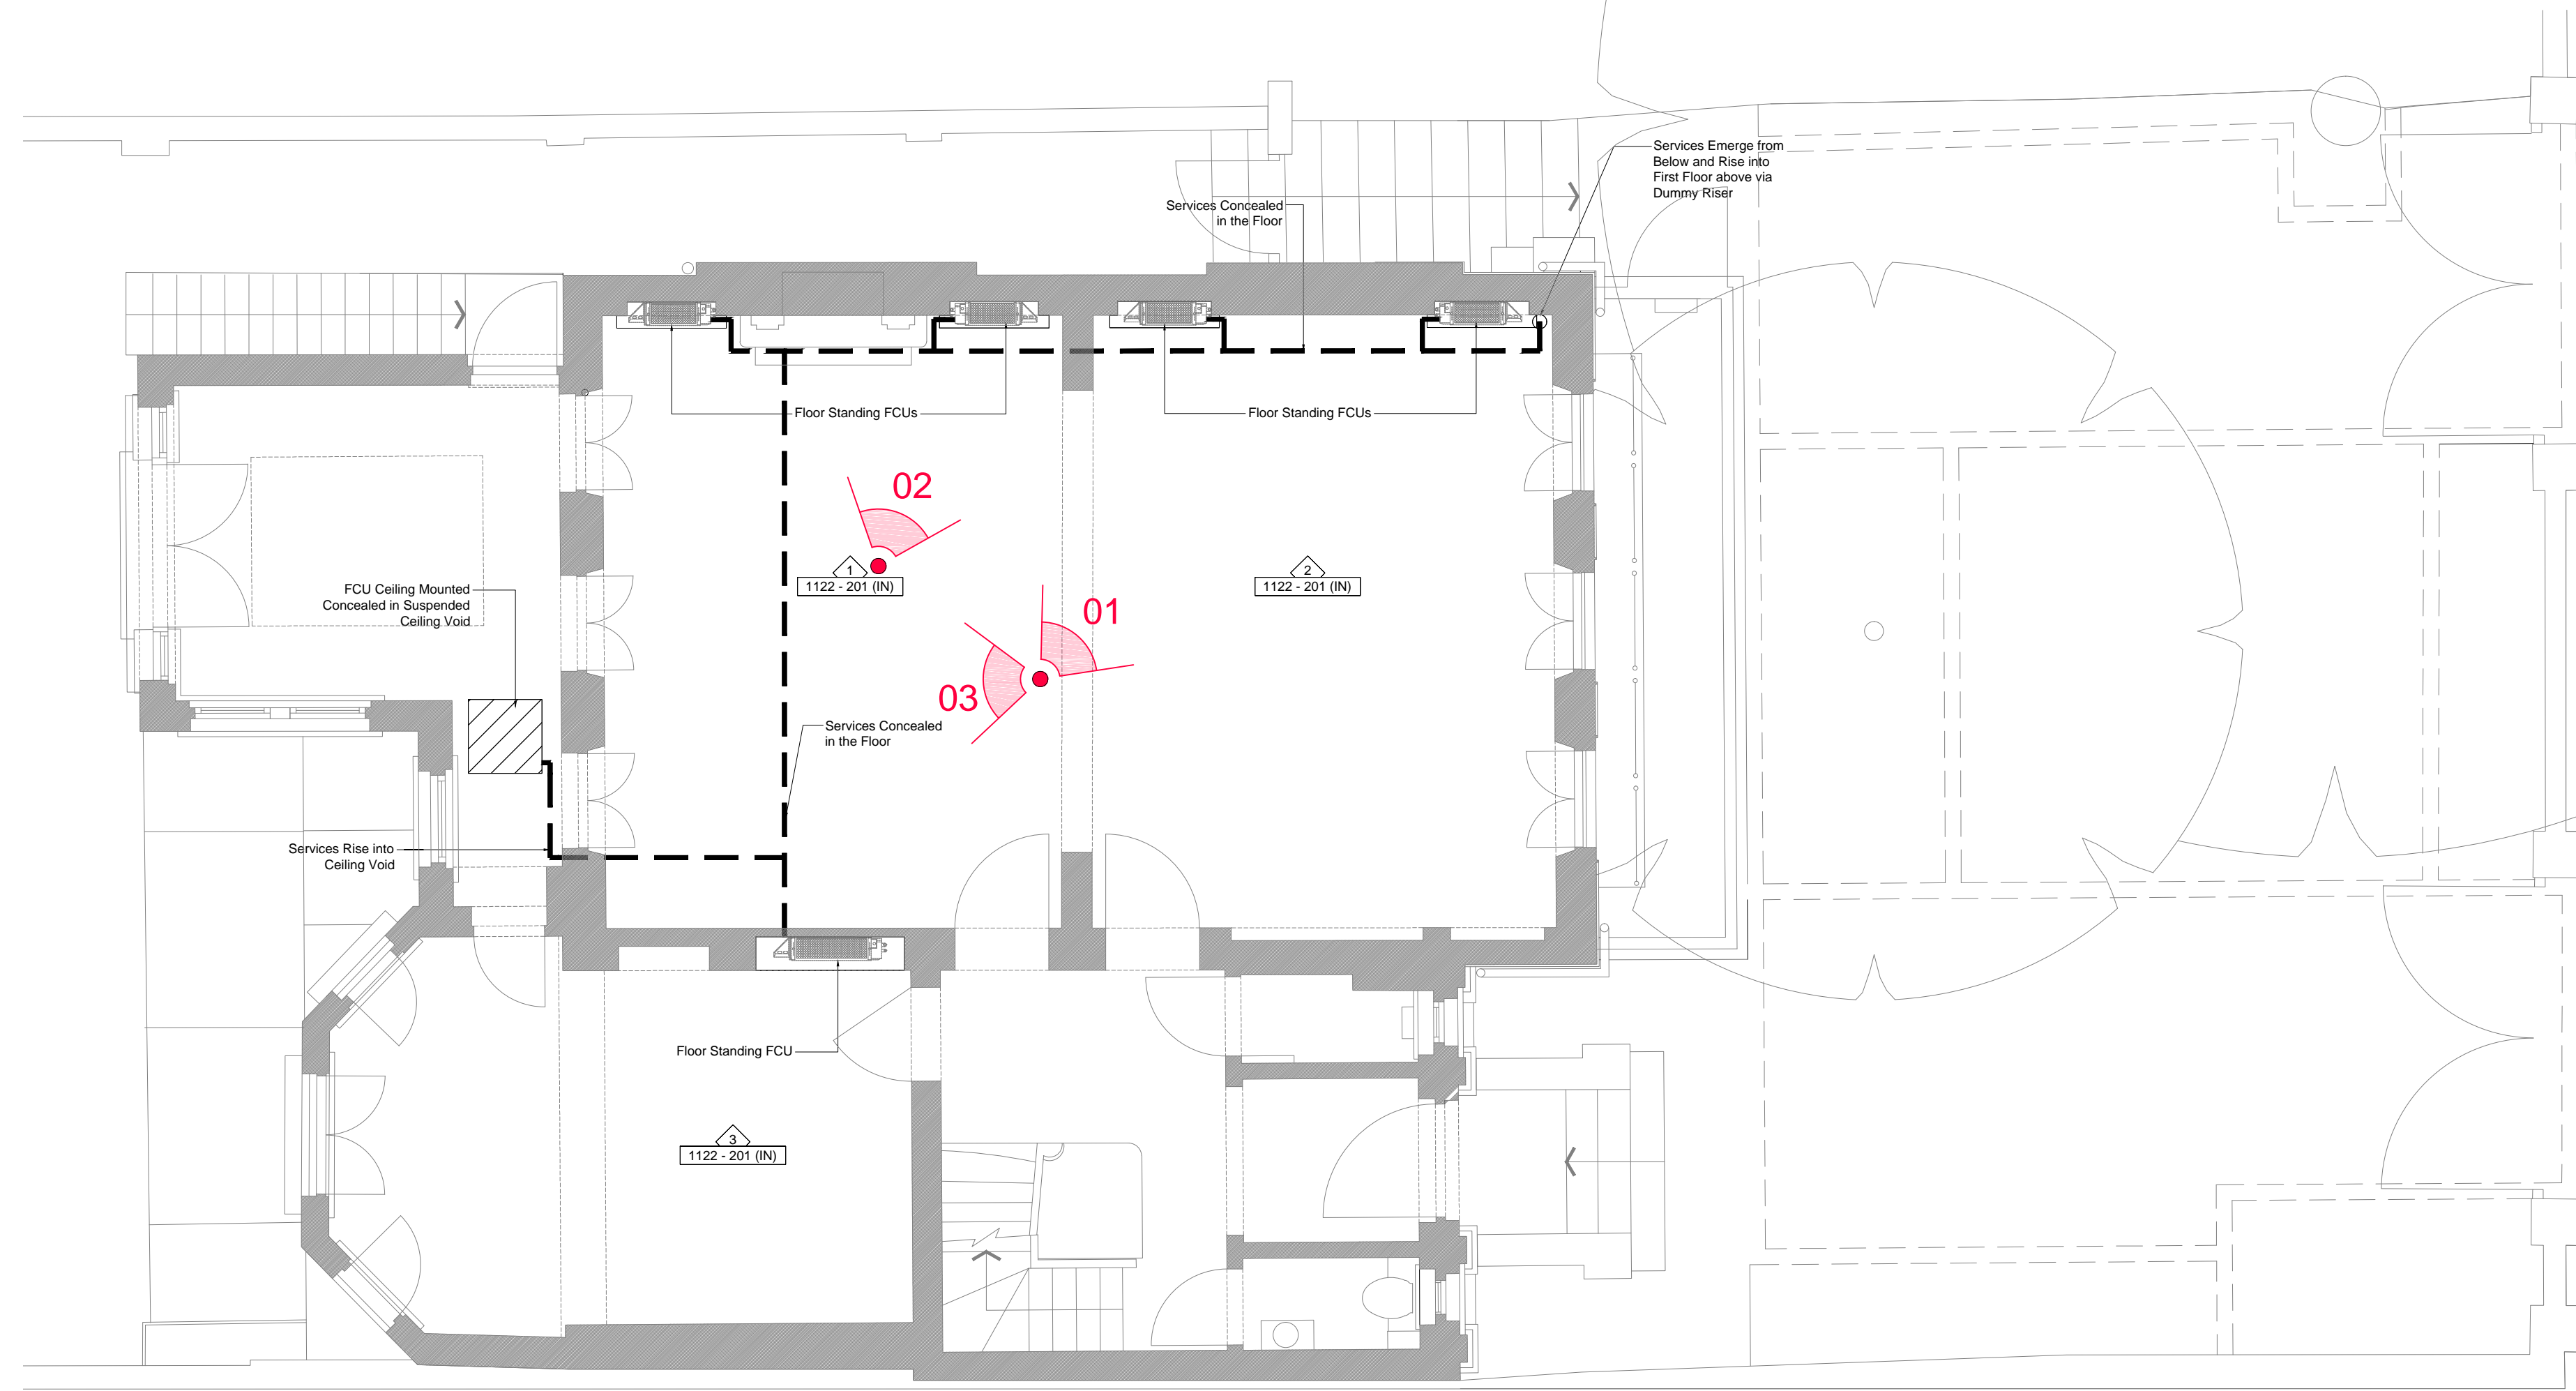 Services Emerge from
Below and Rise into
First Floor above via
Dummy Riser
Services Concealed
in the Floor
Floor Standing FCUs
Floor Standing FCUs
02
1
1122 - 201 (IN)
2
1122 - 201 (IN)
FCU Ceiling Mounted
Concealed in Suspended
Ceiling Void
01
03
Services Concealed
in the Floor
Services Rise into
Ceiling Void
Floor Standing FCU
3
1122 - 201 (IN)